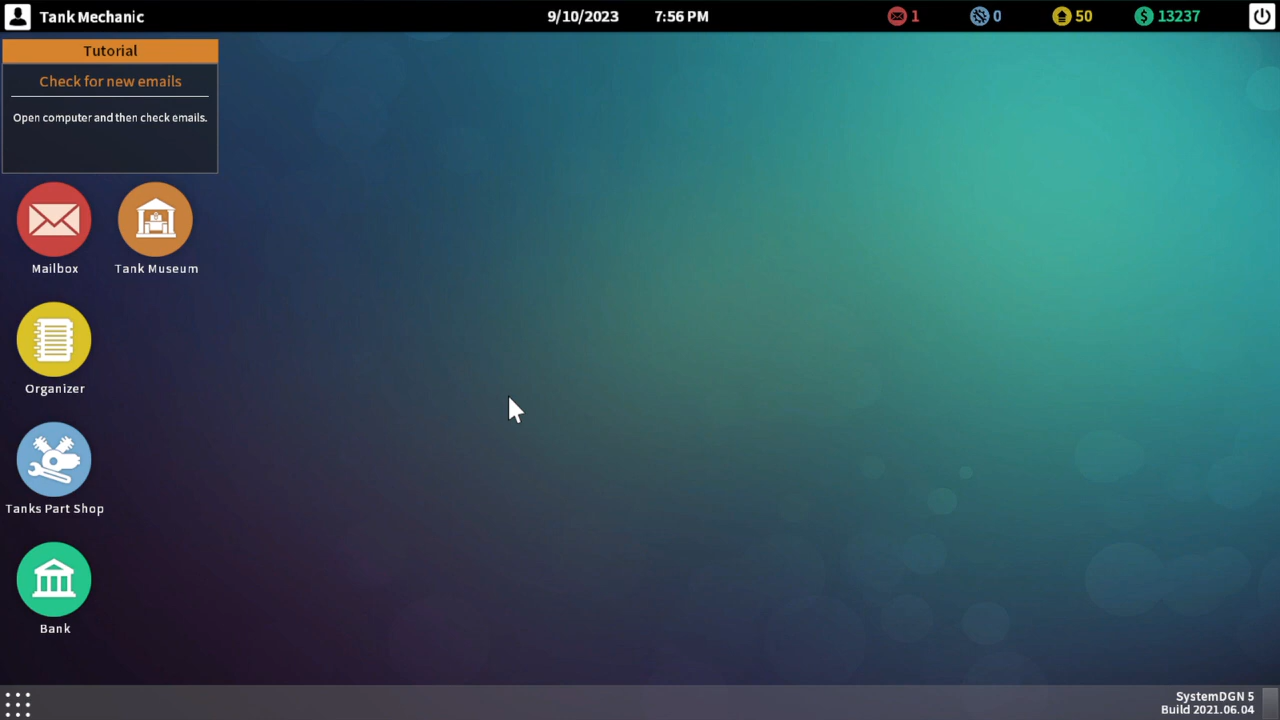 Tank Mechanic
9/10/2023 7:56 PM
1 0 50 $ 13237
Tutorial
Check for new emails
Open computer and then check emails.
Mailbox
Tank Museum
Organizer
Tanks Part Shop
Bank
SystemDGN 5
Build 2021.06.04